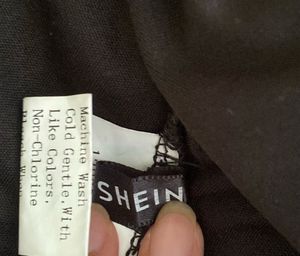 Machine Wash
Cold Gentle, With
Like Colors,
Non-Chlorine
SHEIN